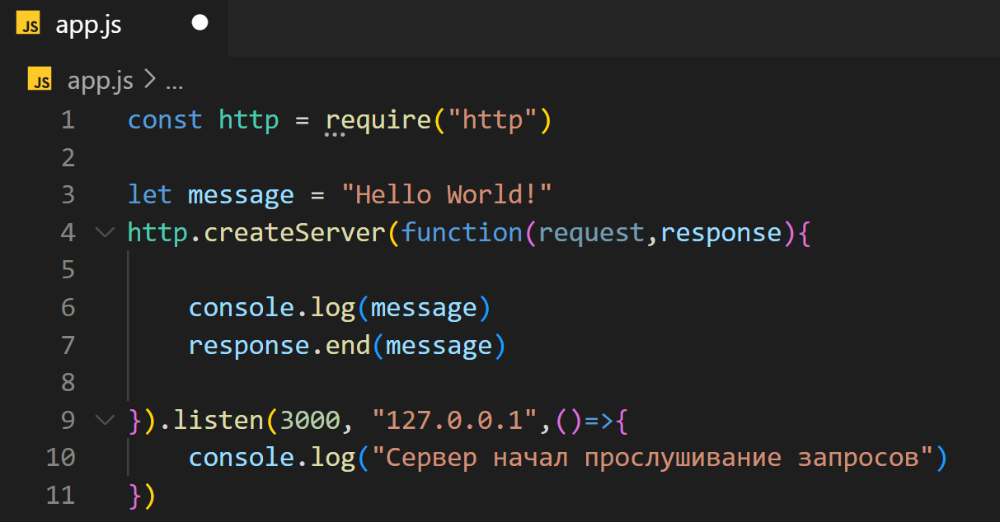 JS app.js
JS app.js > ...
1 const http = require("http")
2
3 let message = "Hello World!"
4 http.createServer(function(request,response){
5
6 console.log(message)
7 response.end(message)
8
9 }).listen(3000, "127.0.0.1",()=>{
10 console.log("Сервер начал прослушивание запросов")
11 })